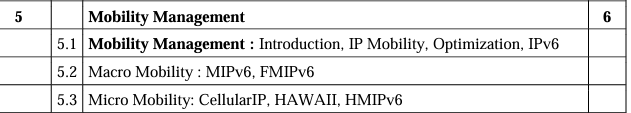 5 Mobility Management 6
5.1 Mobility Management : Introduction, IP Mobility, Optimization, IPv6
5.2 Macro Mobility : MIPv6, FMIPv6
5.3 Micro Mobility: CellularIP, HAWAII, HMIPv6